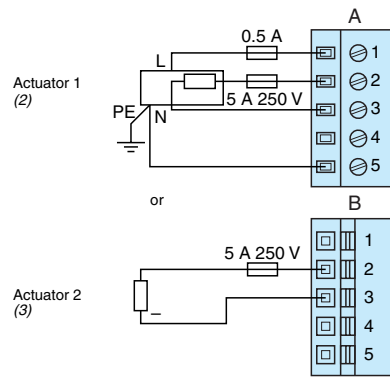 A
0.5 A
L
1
Actuator 1
(2)
2
5 A 250 V
PE
N
3
4
5
or
B
1
5 A 250 V
2
Actuator 2
(3)
3
–
4
5